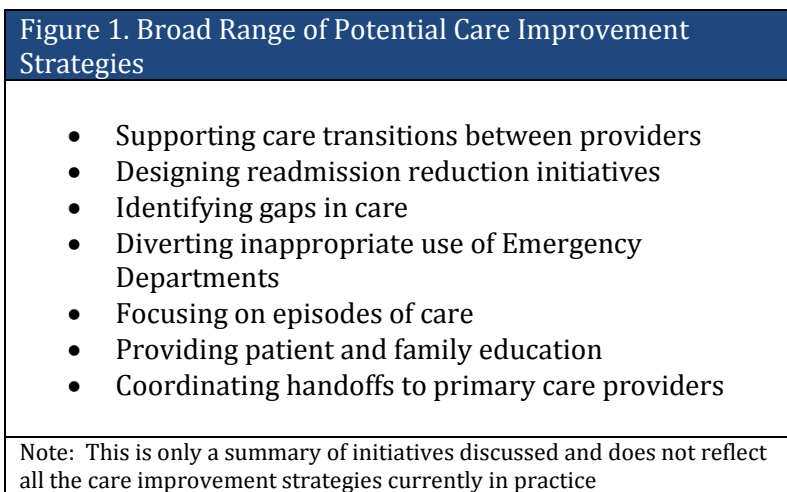 Figure 1. Broad Range of Potential Care Improvement
Strategies
• Supporting care transitions between providers
• Designing readmission reduction initiatives
• Identifying gaps in care
• Diverting inappropriate use of Emergency
Departments
• Focusing on episodes of care
• Providing patient and family education
• Coordinating handoffs to primary care providers
Note:  This is only a summary of initiatives discussed and does not reflect
all the care improvement strategies currently in practice